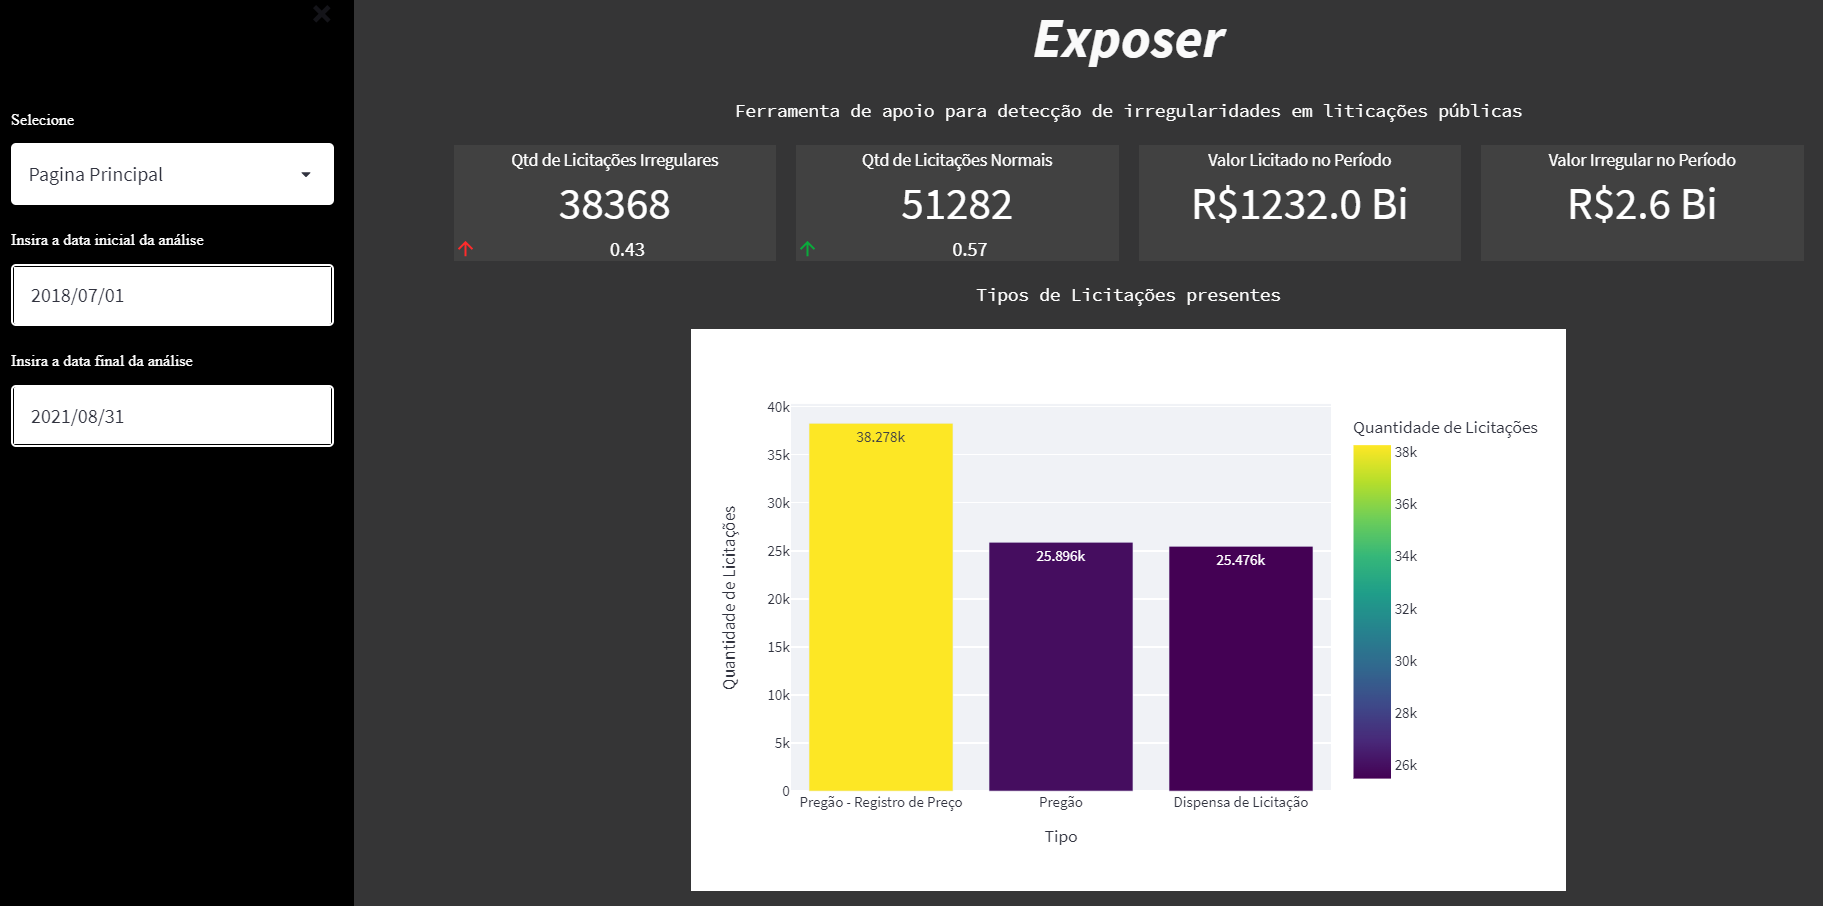 Selecione
Pagina Principal
Insira a data inicial da análise
2018/07/01
Insira a data final da análise
2021/08/31
Exposer
Ferramenta de apoio para detecção de irregularidades em liticações públicas
Qtd de Licitações Irregulares
38368
0.43
Qtd de Licitações Normais
51282
0.57
Valor Licitado no Período
R$1232.0 Bi
Valor Irregular no Período
R$2.6 Bi
Tipos de Licitações presentes
Quantidade de Licitações
40k
35k
30k
25k
20k
15k
10k
5k
0
38.278k
25.896k
25.476k
Pregão - Registro de Preço
Pregão
Dispensa de Licitação
Tipo
Quantidade de Licitações
38k
36k
34k
32k
30k
28k
26k